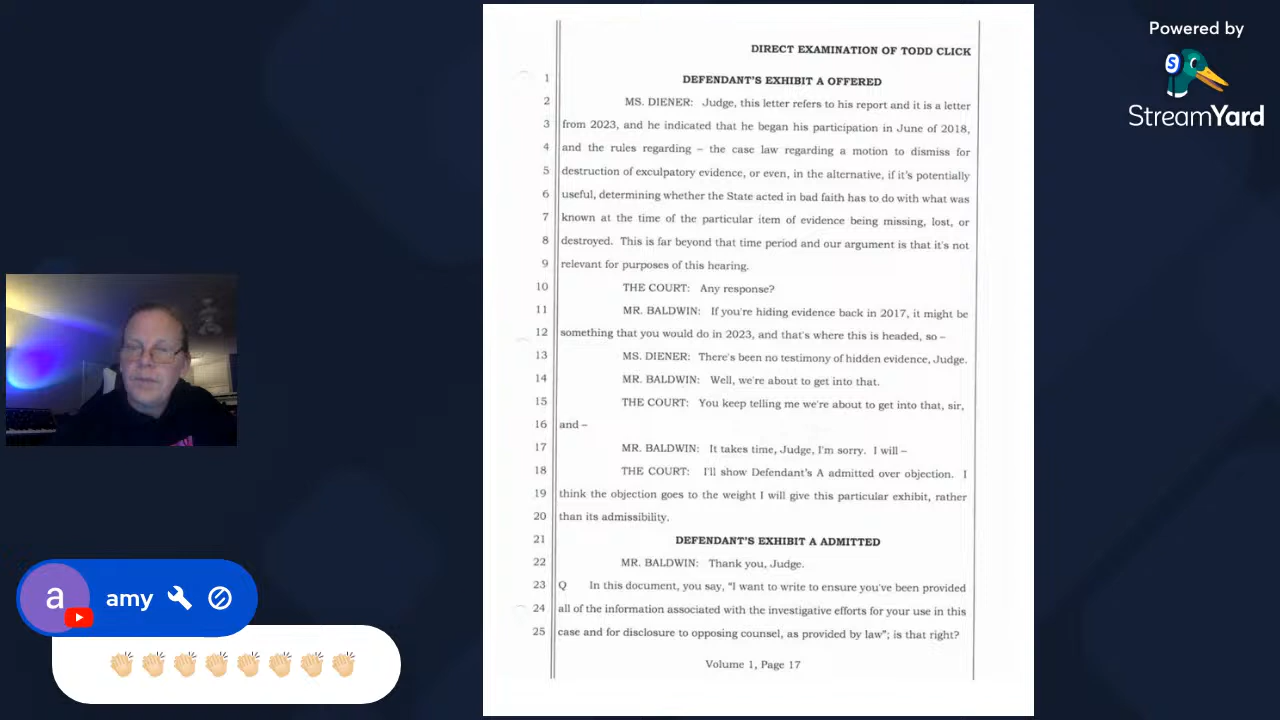 Powered by
StreamYard
DIRECT EXAMINATION OF TODD CLICK
1 DEFENDANT'S EXHIBIT A OFFERED
2 MS. DIENER: Judge, this letter refers to his report and it is a letter
3 from 2023, and he indicated that he began his participation in June of 2018,
4 and the rules regarding – the case law regarding a motion to dismiss for
5 destruction of exculpatory evidence, or even, in the alternative, if it's potentially
6 useful, determining whether the State acted in bad faith has to do with what was
7 known at the time of the particular item of evidence being missing, lost, or
8 destroyed. This is far beyond that time period and our argument is that it's not
9 relevant for purposes of this hearing.
10 THE COURT: Any response?
11 MR. BALDWIN: If you're hiding evidence back in 2017, it might be
12 something that you would do in 2023, and that's where this is headed, so –
13 MS. DIENER: There's been no testimony of hidden evidence, Judge.
14 MR. BALDWIN: Well, we're about to get into that.
15 THE COURT: You keep telling me we're about to get into that, sir,
16 and –
17 MR. BALDWIN: It takes time, Judge, I'm sorry. I will –
18 THE COURT: I'll show Defendant's A admitted over objection. I
19 think the objection goes to the weight I will give this particular exhibit, rather
20 than its admissibility.
21 DEFENDANT'S EXHIBIT A ADMITTED
22 MR. BALDWIN: Thank you, Judge.
23 Q In this document, you say, "I want to write to ensure you've been provided
24 all of the information associated with the investigative efforts for your use in this
25 case and for disclosure to opposing counsel, as provided by law"; is that right?
Volume 1, Page 17
a amy
👏🏻👏🏻👏🏻👏🏻👏🏻👏🏻👏🏻👏🏻